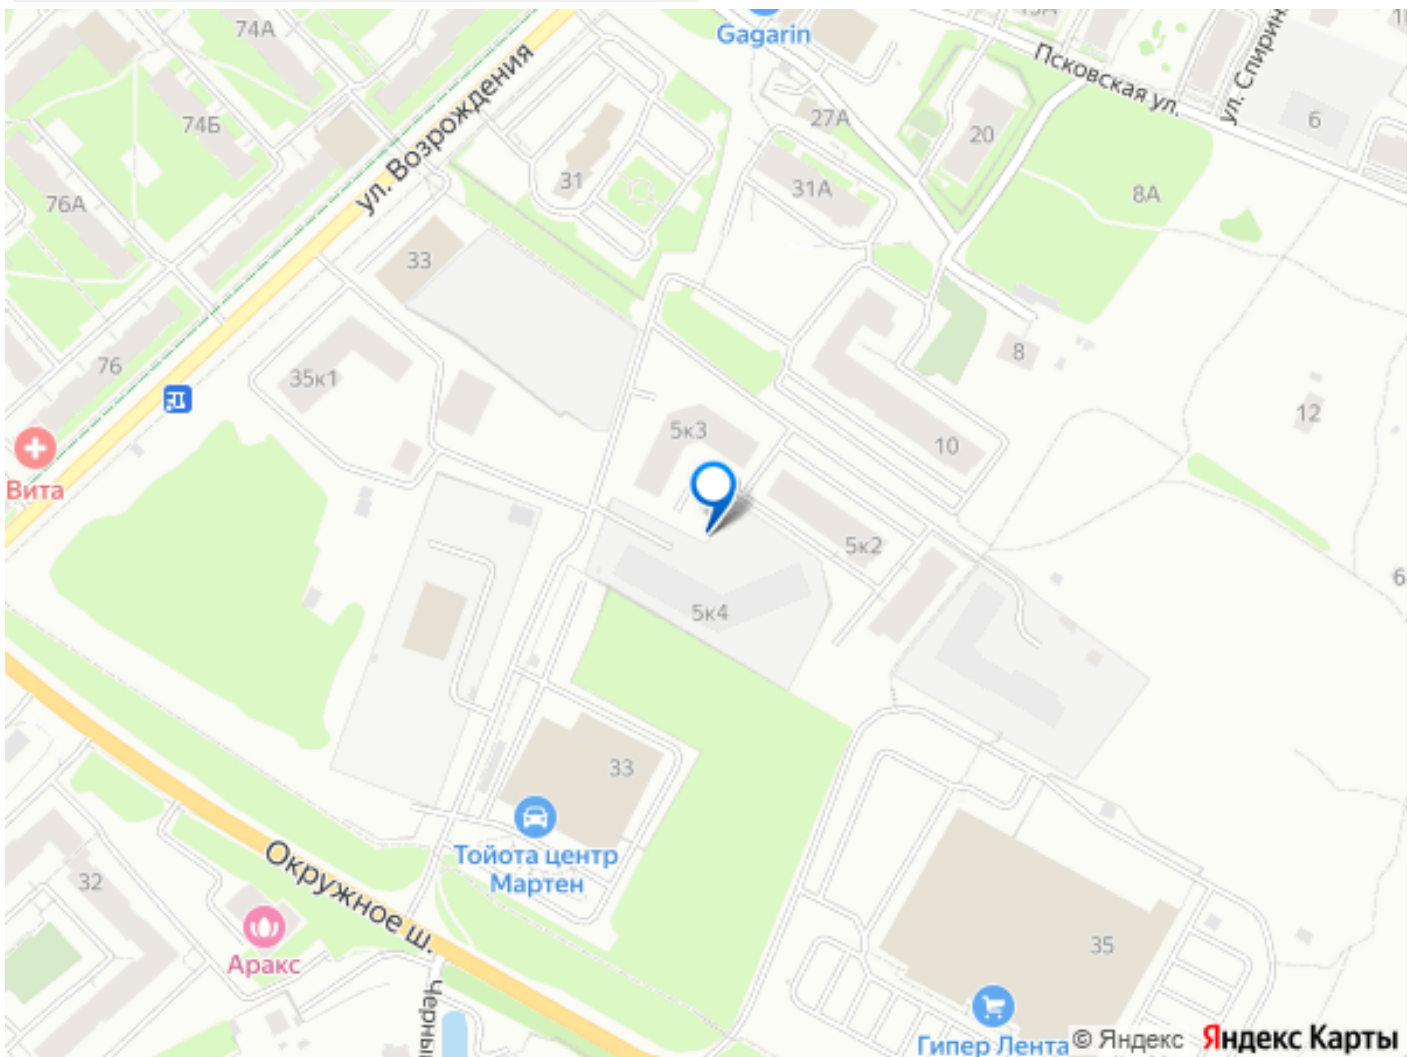 74А
Gagarin
15А
Псковская ул.
ул. Спирин
ул. Возрождения
74Б
27А
20
6
31
31А
76А
8А
33
76
35к1
8
5к3
10
12
Вита
5к2
6
5к4
33
Тойота центр
Мартен
32
Окружное ш.
35
Аракс
Черны
Гипер Лента
© Яндекс
Яндекс Карты